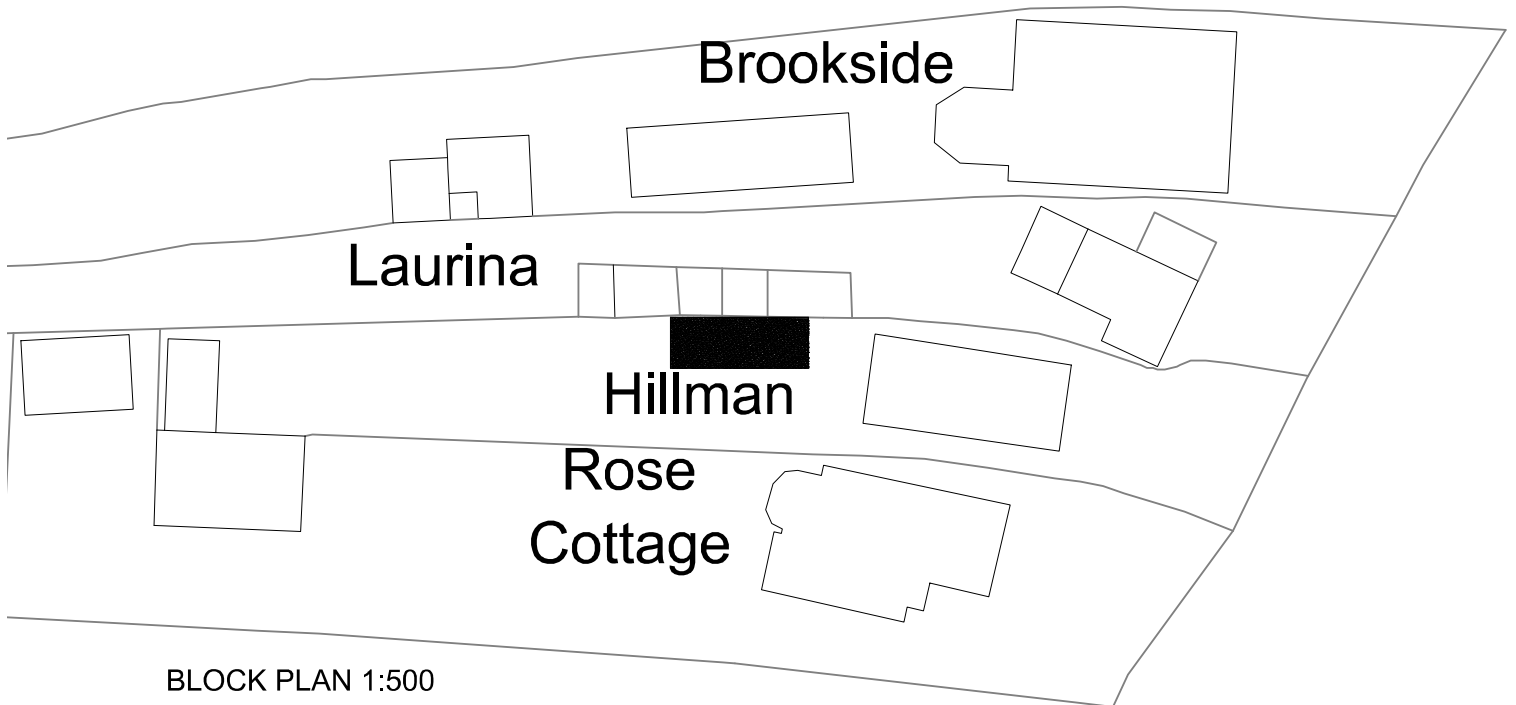 Brookside
Laurina
Hillman
Rose
Cottage
BLOCK PLAN 1:500